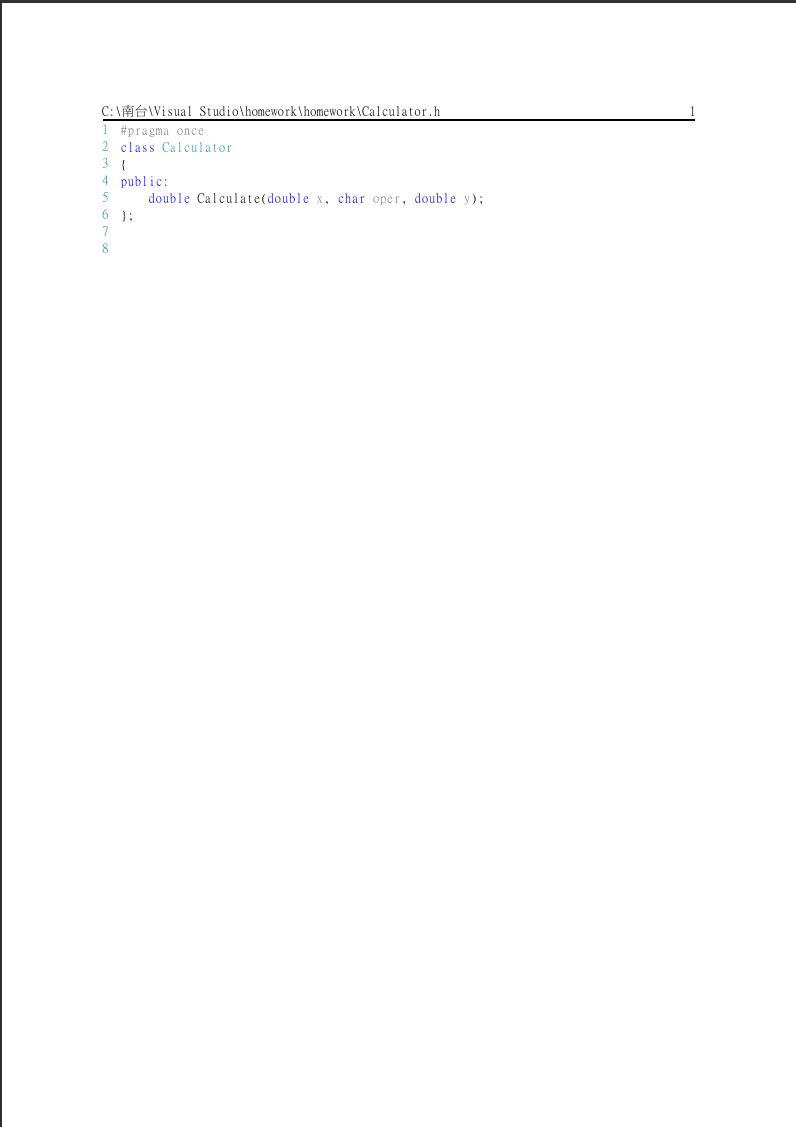 C:\南台\Visual Studio\homework\homework\Calculator.h 1
1 #pragma once
2 class Calculator
3 {
4 public:
5     double Calculate(double x, char oper, double y);
6 };
7
8